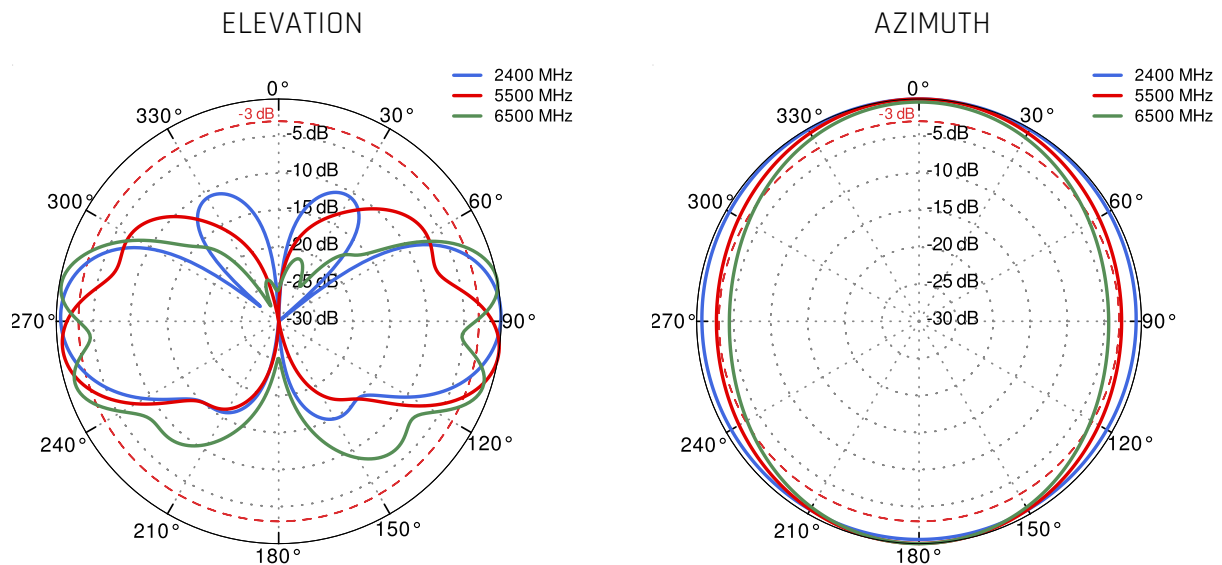 ELEVATION
2400 MHz
5500 MHz
6500 MHz
0°
330°
30°
-3 dB
-5 dB
-10 dB
300°
60°
-15 dB
-20 dB
-25 dB
270°
-30 dB
90°
240°
120°
210°
150°
180°
AZIMUTH
2400 MHz
5500 MHz
6500 MHz
0°
330°
30°
-3 dB
-5 dB
-10 dB
300°
60°
-15 dB
-20 dB
-25 dB
270°
-30 dB
90°
240°
120°
210°
150°
180°